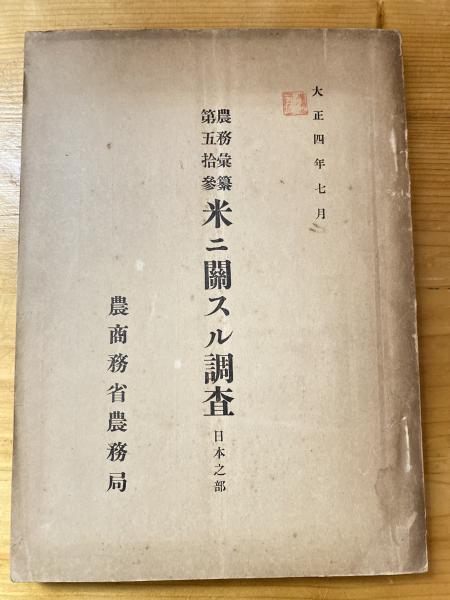 大正四年七月
農務彙纂
第五拾參
米ニ關スル調査 日本之部
農商務省農務局